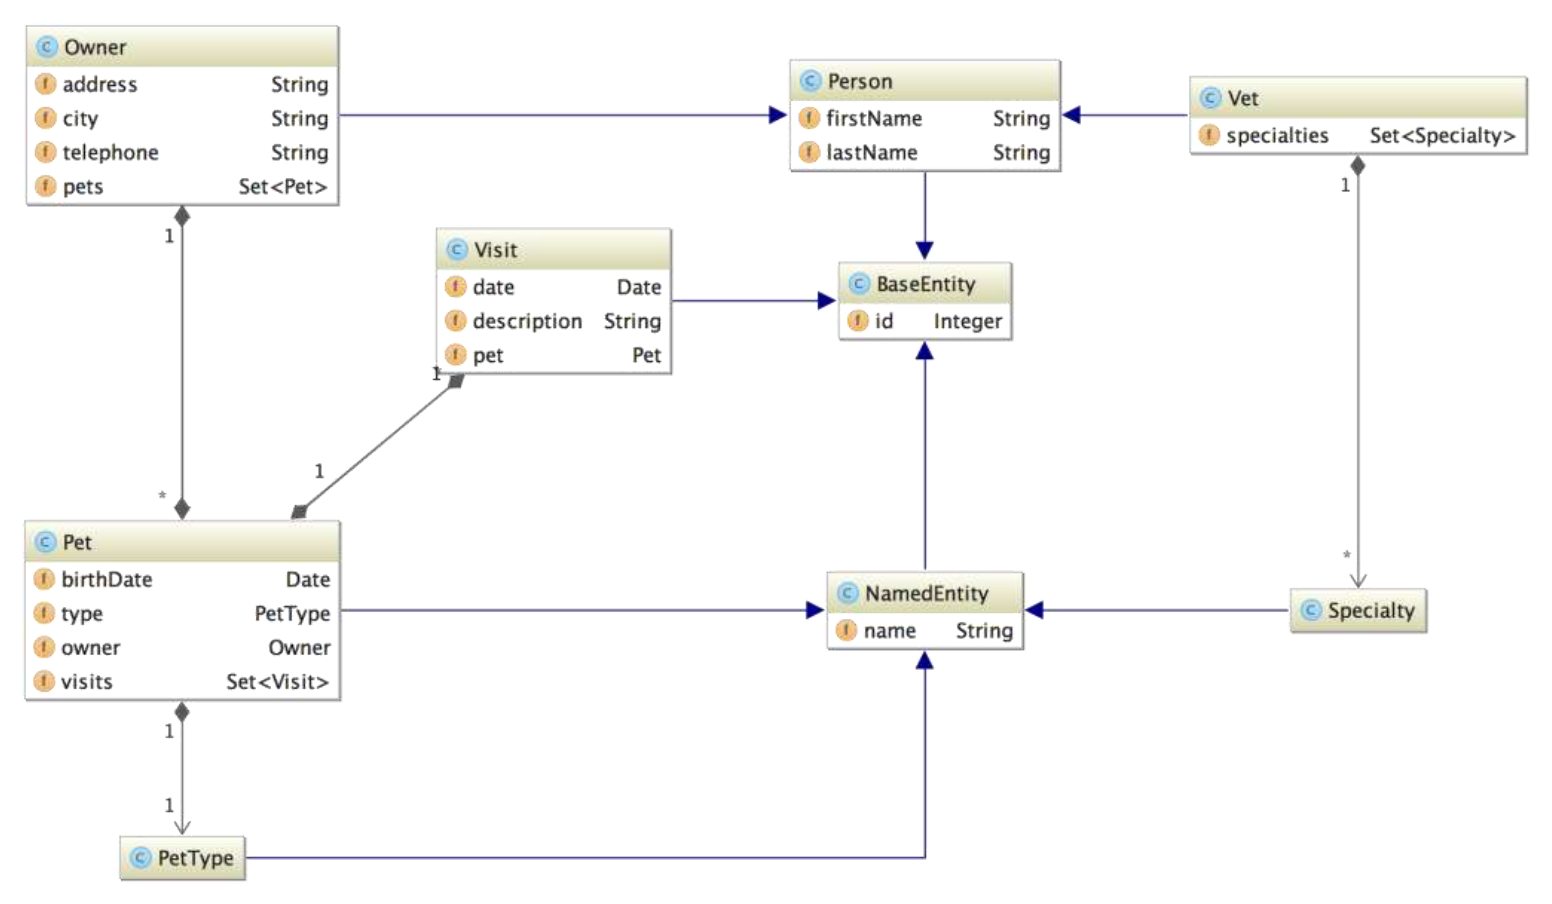 C Owner
f address String
f city String
f telephone String
f pets Set<Pet>
1
*
C Person
f firstName String
f lastName String
C Vet
f specialties Set<Specialty>
1
*
C Visit
f date Date
f description String
f pet Pet
1
C BaseEntity
f id Integer
C Pet
f birthDate Date
f type PetType
f owner Owner
f visits Set<Visit>
1
1
C NamedEntity
f name String
C Specialty
C PetType